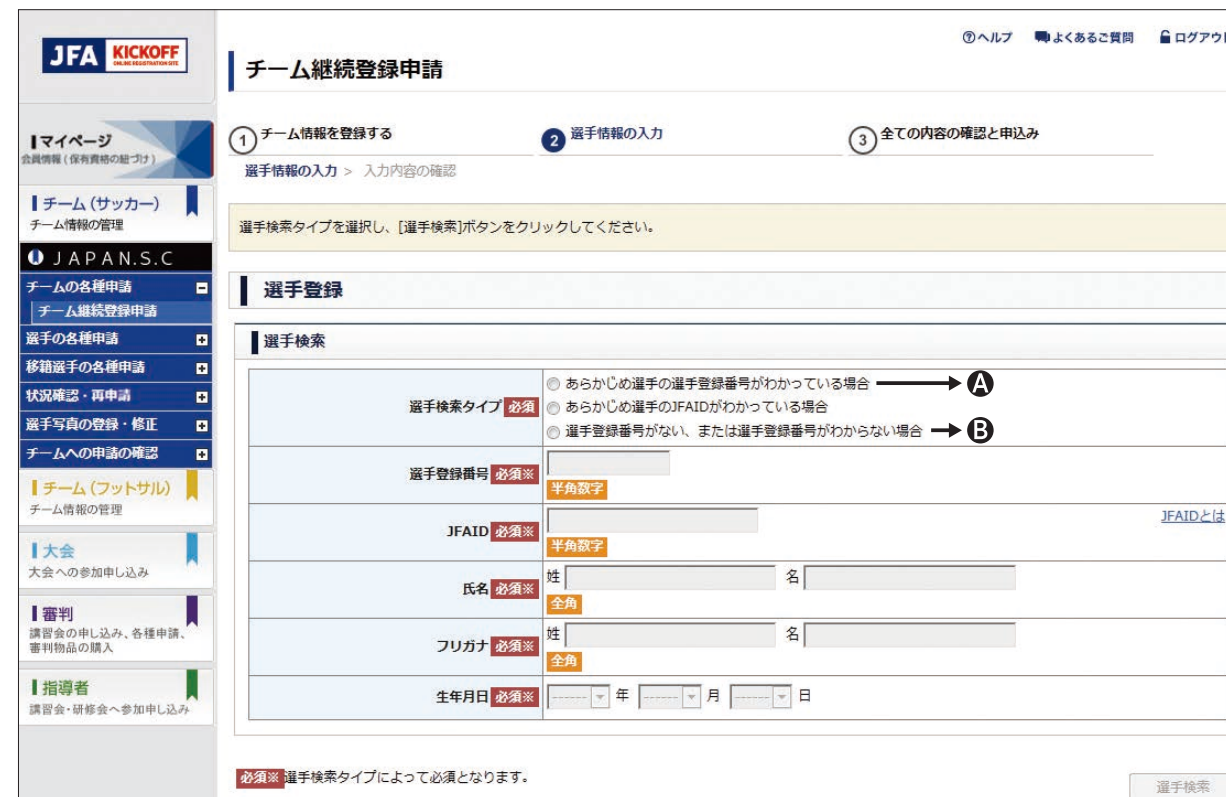 JFA KICKOFF
ONLINE REGISTRATION SITE
ヘルプ よくあるご質問 ログアウト
チーム継続登録申請
1 チーム情報を登録する 2 選手情報の入力 3 全ての内容の確認と申込み
選手情報の入力 > 入力内容の確認
選手検索タイプを選択し、[選手検索]ボタンをクリックしてください。
マイページ
会員情報(保有資格の紐づけ)
チーム(サッカー)
チーム情報の管理
JAPAN.S.C
チームの各種申請
チーム継続登録申請
選手の各種申請
移籍選手の各種申請
状況確認・再申請
選手写真の登録・修正
チームへの申請の確認
チーム(フットサル)
チーム情報の管理
大会
大会への参加申し込み
審判
講習会の申し込み、各種申請、
審判物品の購入
指導者
講習会・研修会へ参加申し込み
選手登録
選手検索
選手検索タイプ 必須
あらかじめ選手の選手登録番号がわかっている場合 A
あらかじめ選手のJFAIDがわかっている場合
選手登録番号がない、または選手登録番号がわからない場合 B
選手登録番号 必須※
半角数字
JFAID 必須※ JFAIDとは
半角数字
氏名 必須※ 姓 名
全角
フリガナ 必須※ 姓 名
全角
生年月日 必須※ ------ 年 ------ 月 ------ 日
必須※選手検索タイプによって必須となります。
選手検索